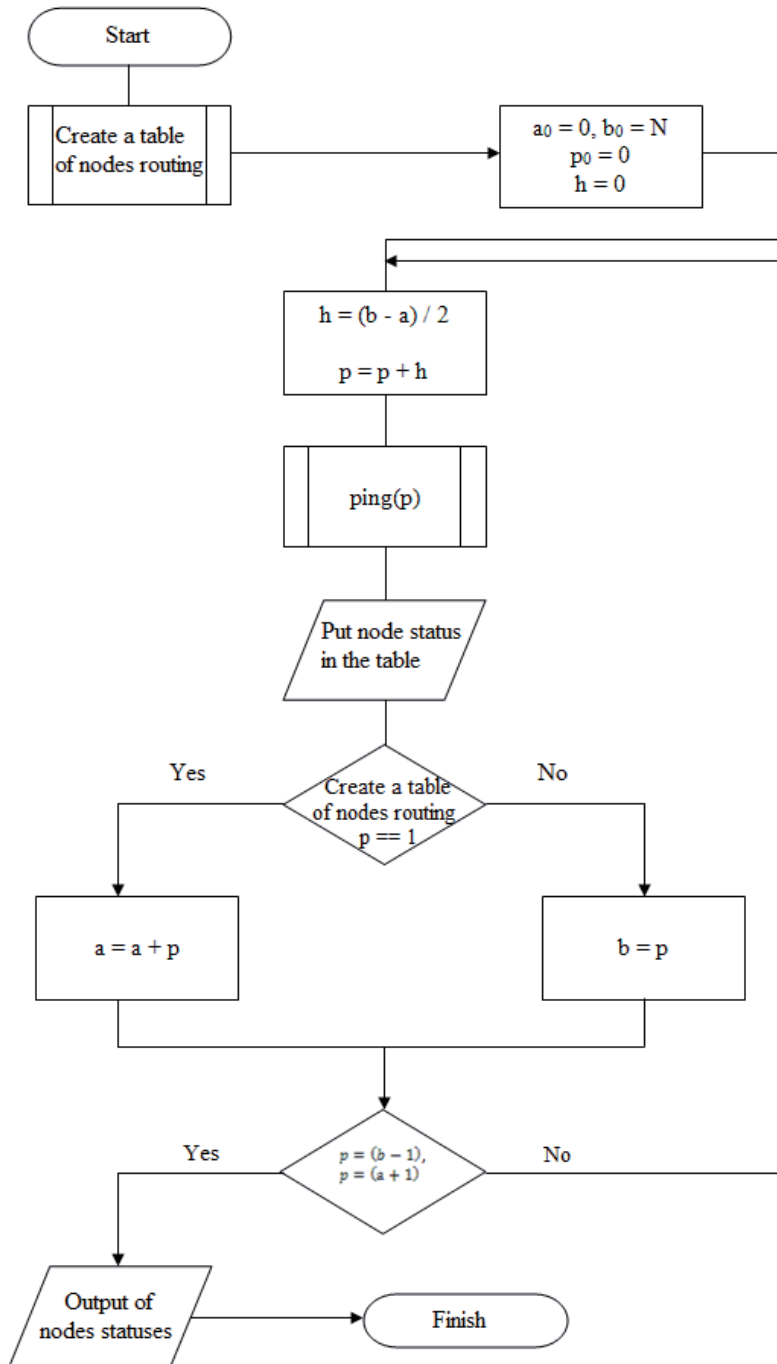 Start
Create a table
of nodes routing
a₀ = 0, b₀ = N
p₀ = 0
h = 0
h = (b - a) / 2
p = p + h
ping(p)
Put node status
in the table
Yes
No
Create a table
of nodes routing
p == 1
a = a + p
b = p
Yes
No
p = (b − 1),
p = (a + 1)
Output of
nodes statuses
Finish